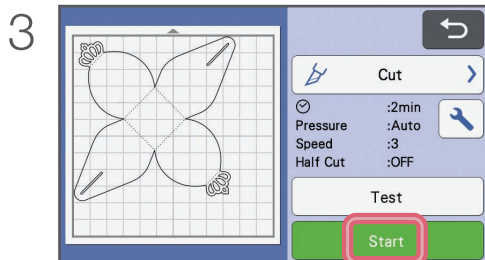 3
Cut
:2min
Pressure :Auto
Speed :3
Half Cut :OFF
Test
Start